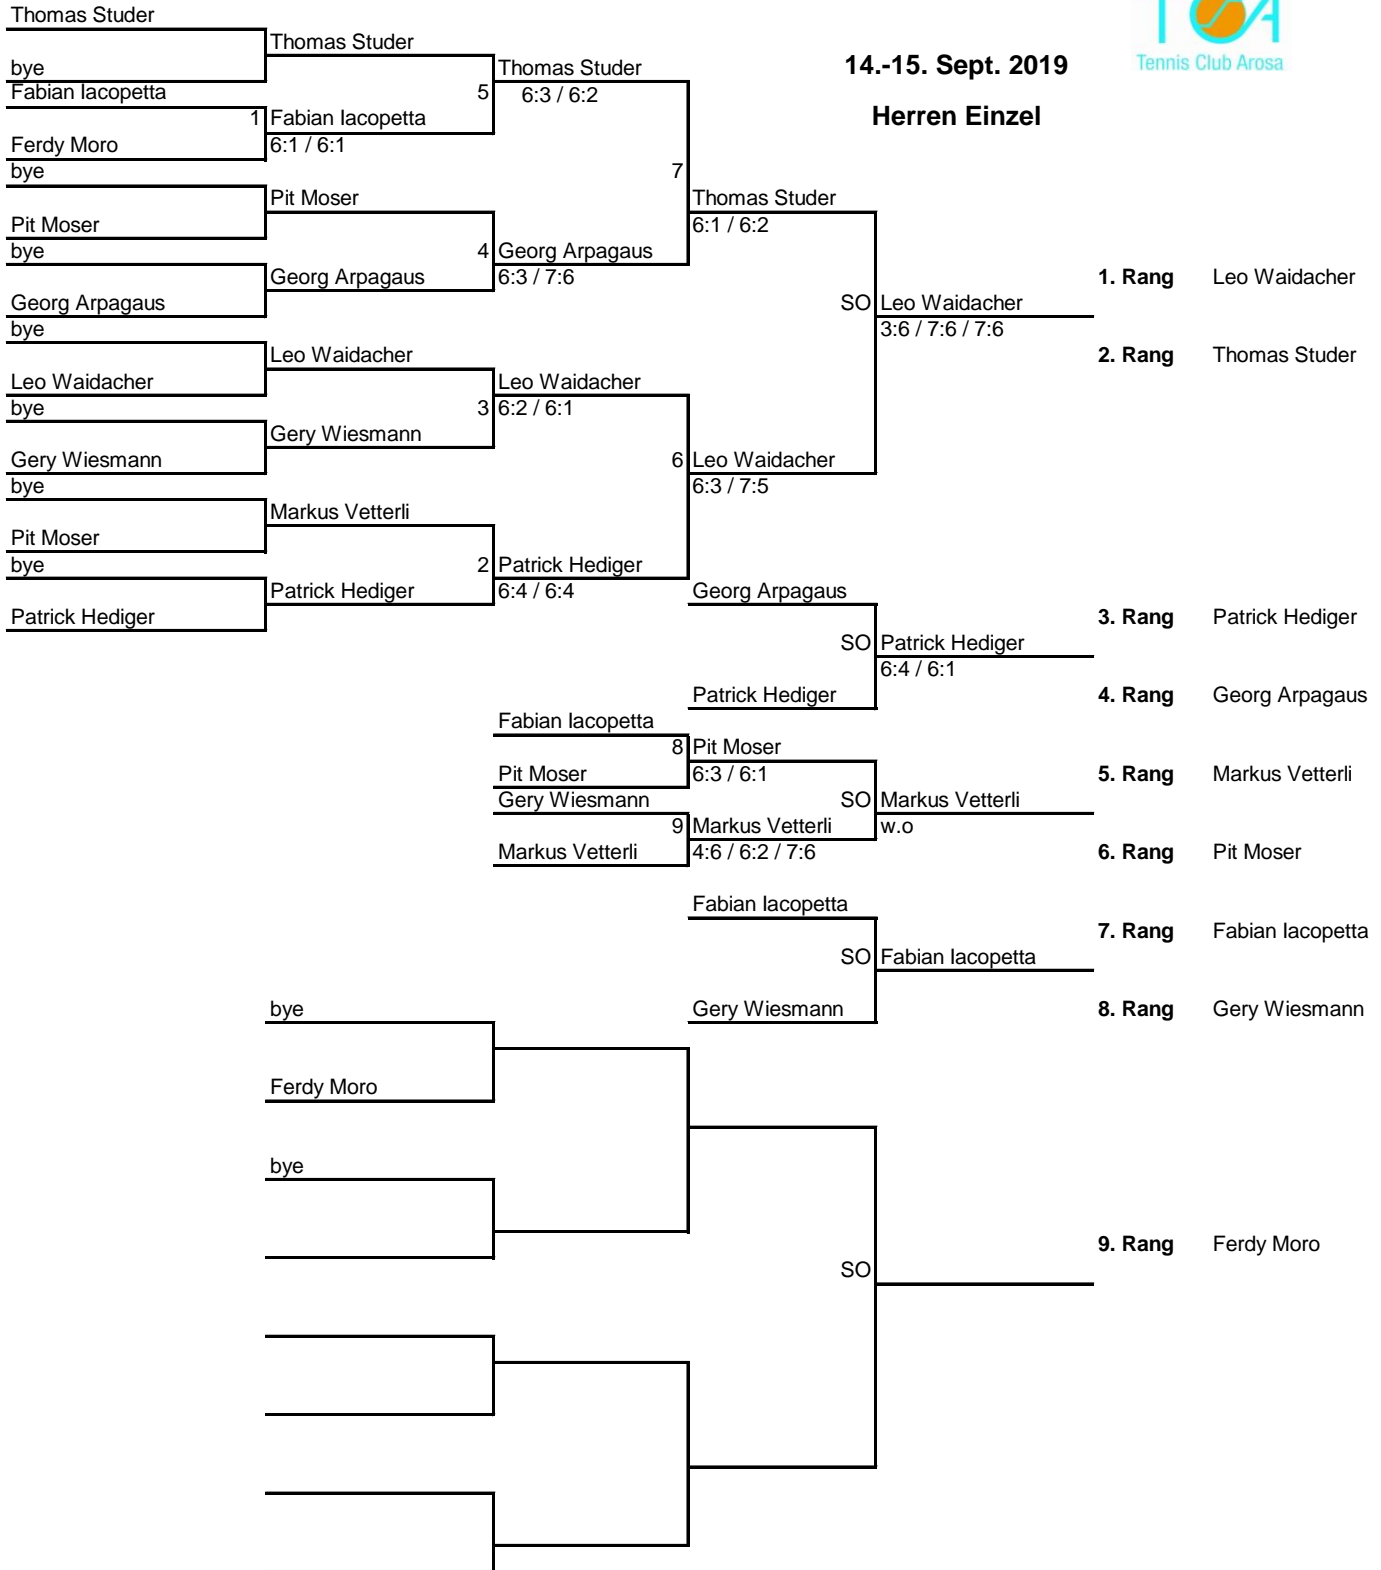 Thomas Studer
bye
Fabian Iacopetta
Ferdy Moro
bye
Pit Moser
bye
Georg Arpagaus
bye
Leo Waidacher
bye
Gery Wiesmann
bye
Pit Moser
bye
Patrick Hediger
Thomas Studer
1 Fabian Iacopetta
6:1 / 6:1
Pit Moser
Georg Arpagaus
Leo Waidacher
Gery Wiesmann
Markus Vetterli
Patrick Hediger
Thomas Studer
5 6:3 / 6:2
4 Georg Arpagaus
6:3 / 7:6
Leo Waidacher
3 6:2 / 6:1
2 Patrick Hediger
6:4 / 6:4
7
Thomas Studer
6:1 / 6:2
6 Leo Waidacher
6:3 / 7:5
SO Leo Waidacher
3:6 / 7:6 / 7:6
14.-15. Sept. 2019
Herren Einzel
TCA
Tennis Club Arosa
1. Rang Leo Waidacher
2. Rang Thomas Studer
Georg Arpagaus
Patrick Hediger
SO Patrick Hediger
6:4 / 6:1
3. Rang Patrick Hediger
4. Rang Georg Arpagaus
Fabian Iacopetta
Pit Moser
8 Pit Moser
6:3 / 6:1
Gery Wiesmann
Markus Vetterli
9 Markus Vetterli
4:6 / 6:2 / 7:6
SO Markus Vetterli
w.o
5. Rang Markus Vetterli
6. Rang Pit Moser
Fabian Iacopetta
Gery Wiesmann
SO Fabian Iacopetta
7. Rang Fabian Iacopetta
8. Rang Gery Wiesmann
bye
Ferdy Moro
bye
SO
9. Rang Ferdy Moro